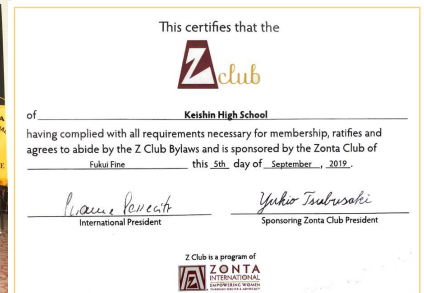 This certifies that the
Z club
of Keishin High School
having complied with all requirements necessary for membership, ratifies and
agrees to abide by the Z Club Bylaws and is sponsored by the Zonta Club of
Fukui Fine this 5th day of September , 2019 .
Yukio Tsubusaki
International President Sponsoring Zonta Club President
Z Club is a program of
ZONTA
INTERNATIONAL
EMPOWERING WOMEN
THROUGH SERVICE & ADVOCACY